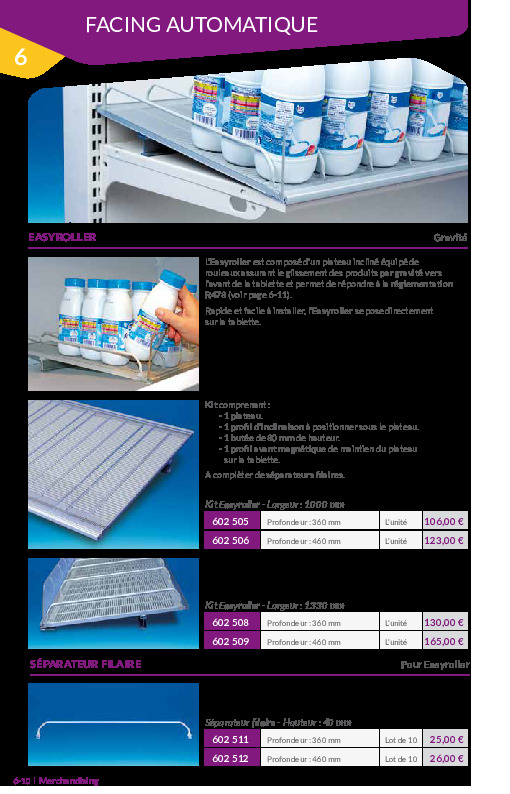 FACING AUTOMATIQUE
6
EASYROLLER
Gravité
L'Easyroller est composé d'un plateau incliné équipé de
rouleaux assurant le glissement des produits par gravité vers
l'avant de la tablette et permet de répondre à la réglementation
R478 (voir page 6-11).
Rapide et facile à installer, l'Easyroller se pose directement
sur la tablette.
Kit comprenant :
- 1 plateau.
- 1 profil d'inclinaison à positionner sous le plateau.
- 1 butée de 80 mm de hauteur.
- 1 profil avant magnétique de maintien du plateau
sur la tablette.
A compléter de séparateurs filaires.
Kit Easyroller - Largeur : 1000 mm
602 505 Profondeur : 360 mm L'unité 106,00 €
602 506 Profondeur : 460 mm L'unité 123,00 €
Kit Easyroller - Largeur : 1330 mm
602 508 Profondeur : 360 mm L'unité 130,00 €
602 509 Profondeur : 460 mm L'unité 165,00 €
SÉPARATEUR FILAIRE
Pour Easyroller
Séparateur filaire - Hauteur : 40 mm
602 511 Profondeur : 360 mm Lot de 10 25,00 €
602 512 Profondeur : 460 mm Lot de 10 26,00 €
6-10 I Merchandising